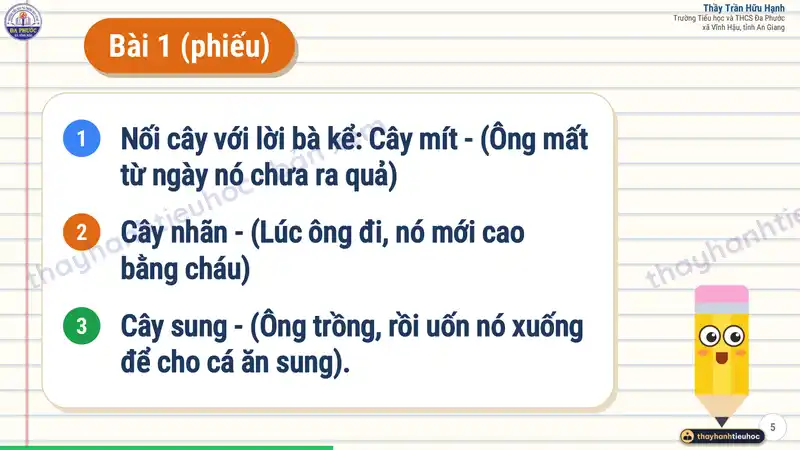 ĐA PHƯỚC
Thầy Trần Hữu Hạnh
Trường Tiểu học và THCS Đa Phước
xã Vĩnh Hậu, tỉnh An Giang
Bài 1 (phiếu)
1 Nối cây với lời bà kể: Cây mít - (Ông mất
từ ngày nó chưa ra quả)
2 Cây nhãn - (Lúc ông đi, nó mới cao
bằng cháu)
3 Cây sung - (Ông trồng, rồi uốn nó xuống
để cho cá ăn sung).
thayhanhtieuhoc
5